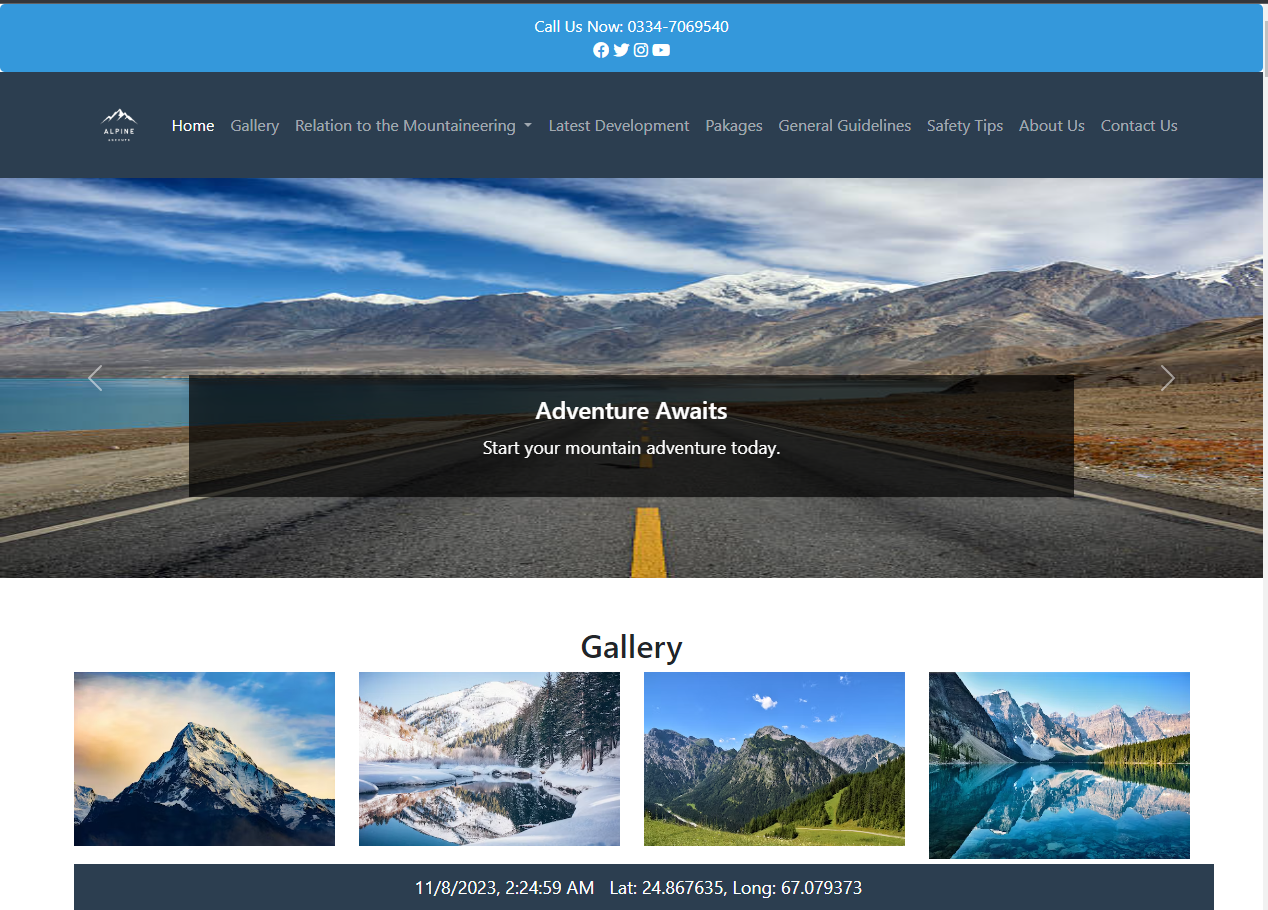 Call Us Now: 0334-7069540
ALPINE
Home Gallery Relation to the Mountaineering Latest Development Pakages General Guidelines Safety Tips About Us Contact Us
Adventure Awaits
Start your mountain adventure today.
Gallery
11/8/2023, 2:24:59 AM Lat: 24.867635, Long: 67.079373